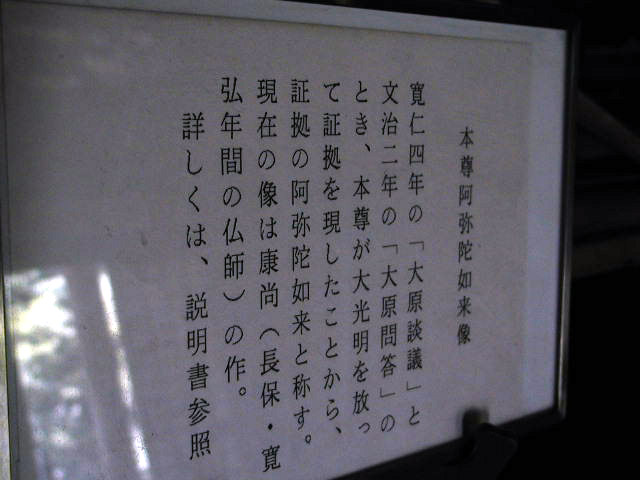 本尊阿弥陀如来像
寛仁四年の「大原談議」と
文治二年の「大原問答」の
とき、本尊が大光明を放っ
て証拠を現したことから、
証拠の阿弥陀如来と称す。
現在の像は康尚（長保・寛
弘年間の仏師）の作。
詳しくは、説明書参照